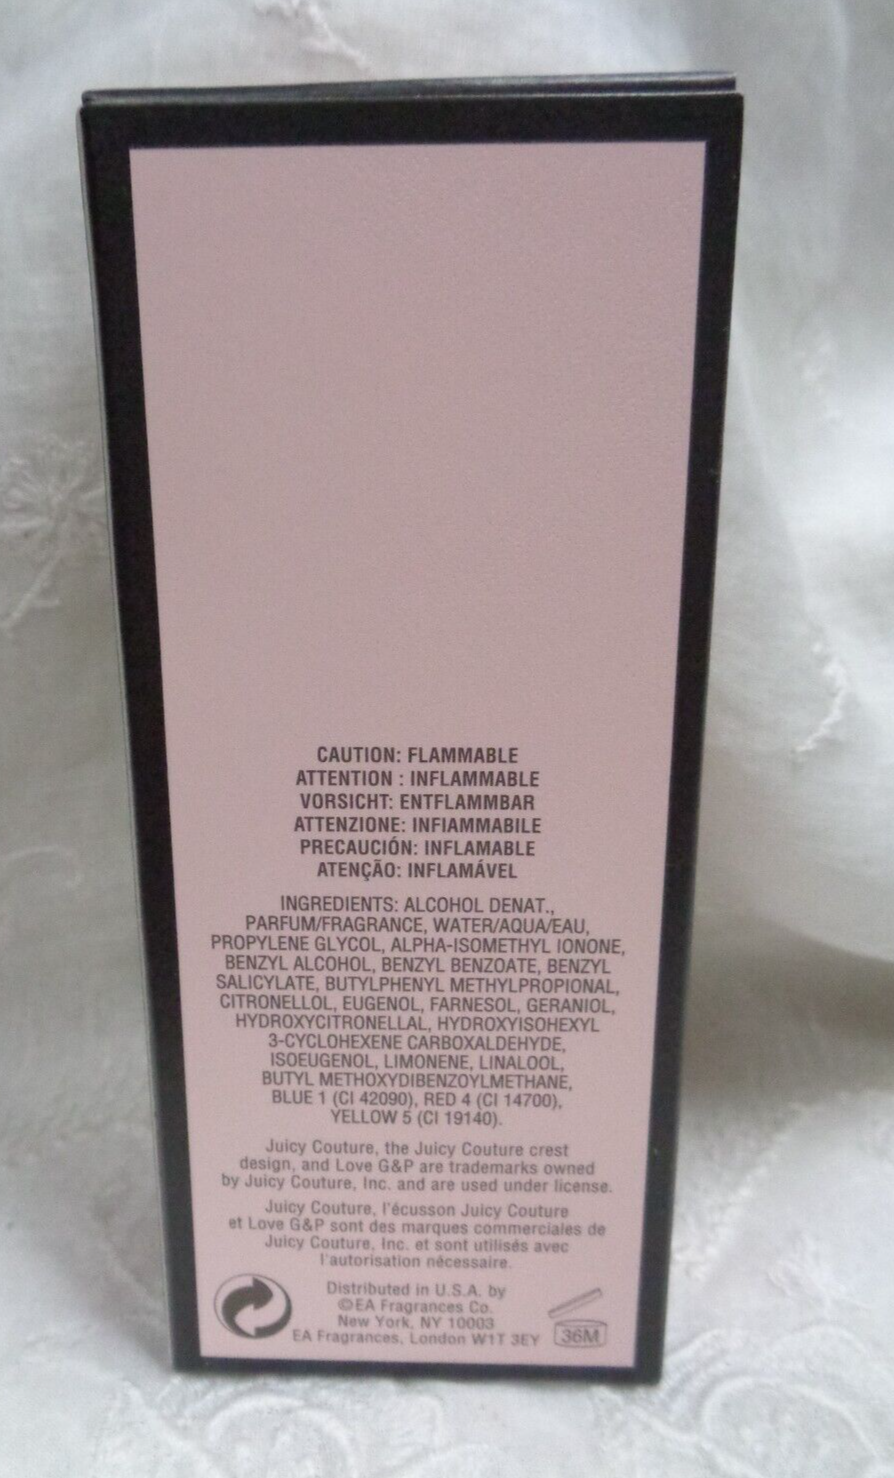 CAUTION: FLAMMABLE
ATTENTION : INFLAMMABLE
VORSICHT: ENTFLAMMBAR
ATTENZIONE: INFIAMMABILE
PRECAUCIÓN: INFLAMABLE
ATENÇÃO: INFLAMÁVEL
INGREDIENTS: ALCOHOL DENAT.,
PARFUM/FRAGRANCE, WATER/AQUA/EAU,
PROPYLENE GLYCOL, ALPHA-ISOMETHYL IONONE,
BENZYL ALCOHOL, BENZYL BENZOATE, BENZYL
SALICYLATE, BUTYLPHENYL METHYLPROPIONAL,
CITRONELLOL, EUGENOL, FARNESOL, GERANIOL,
HYDROXYCITRONELLAL, HYDROXYISOHEXYL
3-CYCLOHEXENE CARBOXALDEHYDE,
ISOEUGENOL, LIMONENE, LINALOOL,
BUTYL METHOXYDIBENZOYLMETHANE,
BLUE 1 (CI 42090), RED 4 (CI 14700),
YELLOW 5 (CI 19140).
Juicy Couture, the Juicy Couture crest
design, and Love G&P are trademarks owned
by Juicy Couture, Inc. and are used under license.
Juicy Couture, l'écusson Juicy Couture
et Love G&P sont des marques commerciales de
Juicy Couture, Inc. et sont utilisés avec
l'autorisation nécessaire.
Distributed in U.S.A. by
©EA Fragrances Co.
New York, NY 10003
EA Fragrances, London W1T 3EY
36M